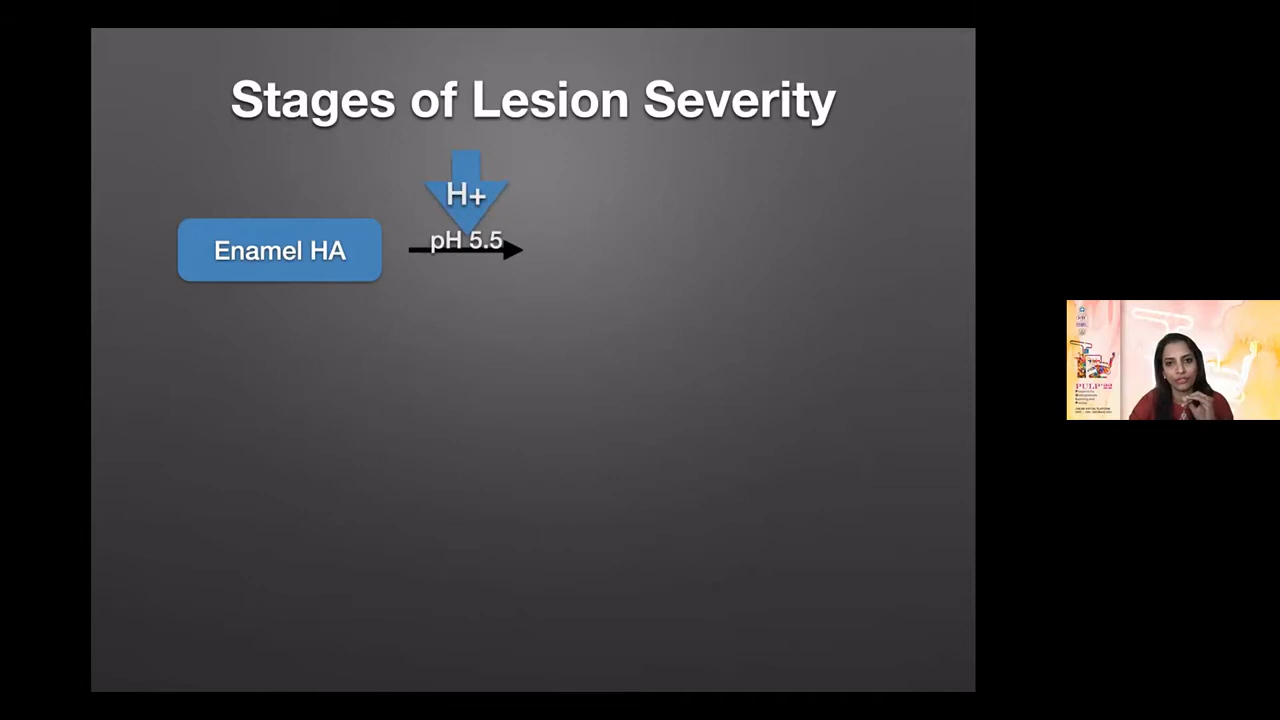 Stages of Lesion Severity
H+
pH 5.5
Enamel HA
PULP'22